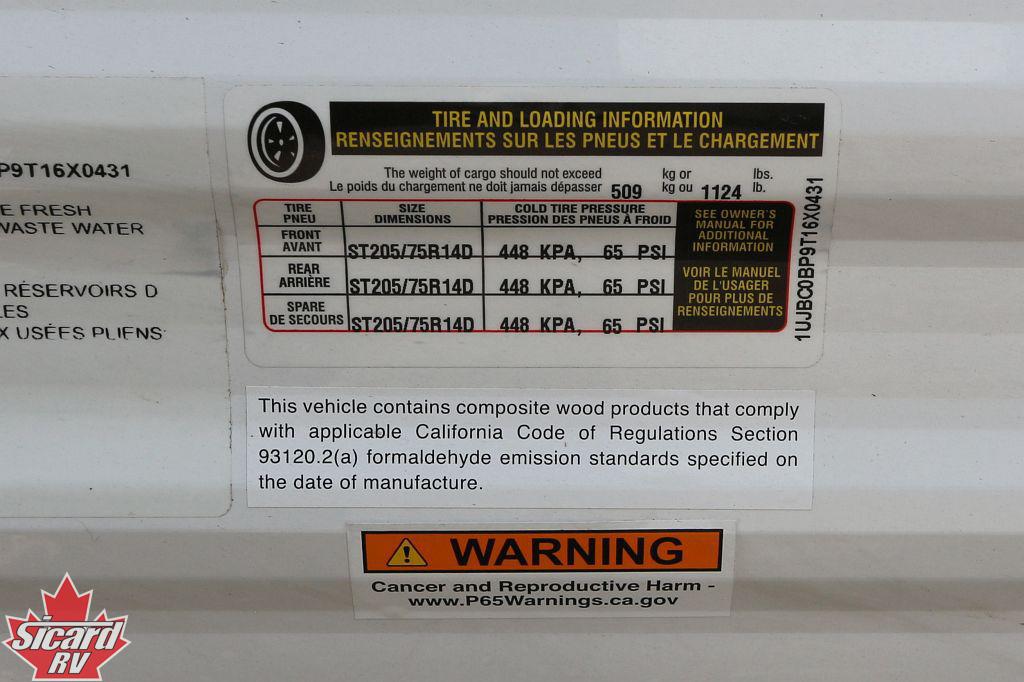 P9T16X0431
E FRESH
WASTE WATER
RÉSERVOIRS D
LES
X USÉES PLIENS
TIRE AND LOADING INFORMATION
RENSEIGNEMENTS SUR LES PNEUS ET LE CHARGEMENT
The weight of cargo should not exceed kg or lbs.
Le poids du chargement ne doit jamais dépasser 509 kg ou 1124 lb.
TIRE SIZE COLD TIRE PRESSURE
PNEU DIMENSIONS PRESSION DES PNEUS À FROID
FRONT
AVANT ST205/75R14D 448 KPA, 65 PSI
REAR
ARRIÈRE ST205/75R14D 448 KPA, 65 PSI
SPARE
DE SECOURS ST205/75R14D 448 KPA, 65 PSI
SEE OWNER'S
MANUAL FOR
ADDITIONAL
INFORMATION
VOIR LE MANUEL
DE L'USAGER
POUR PLUS DE
RENSEIGNEMENTS
1UJBC0BP9T16X0431
This vehicle contains composite wood products that comply
with applicable California Code of Regulations Section
93120.2(a) formaldehyde emission standards specified on
the date of manufacture.
WARNING
Cancer and Reproductive Harm -
www.P65Warnings.ca.gov
Sicard
RV